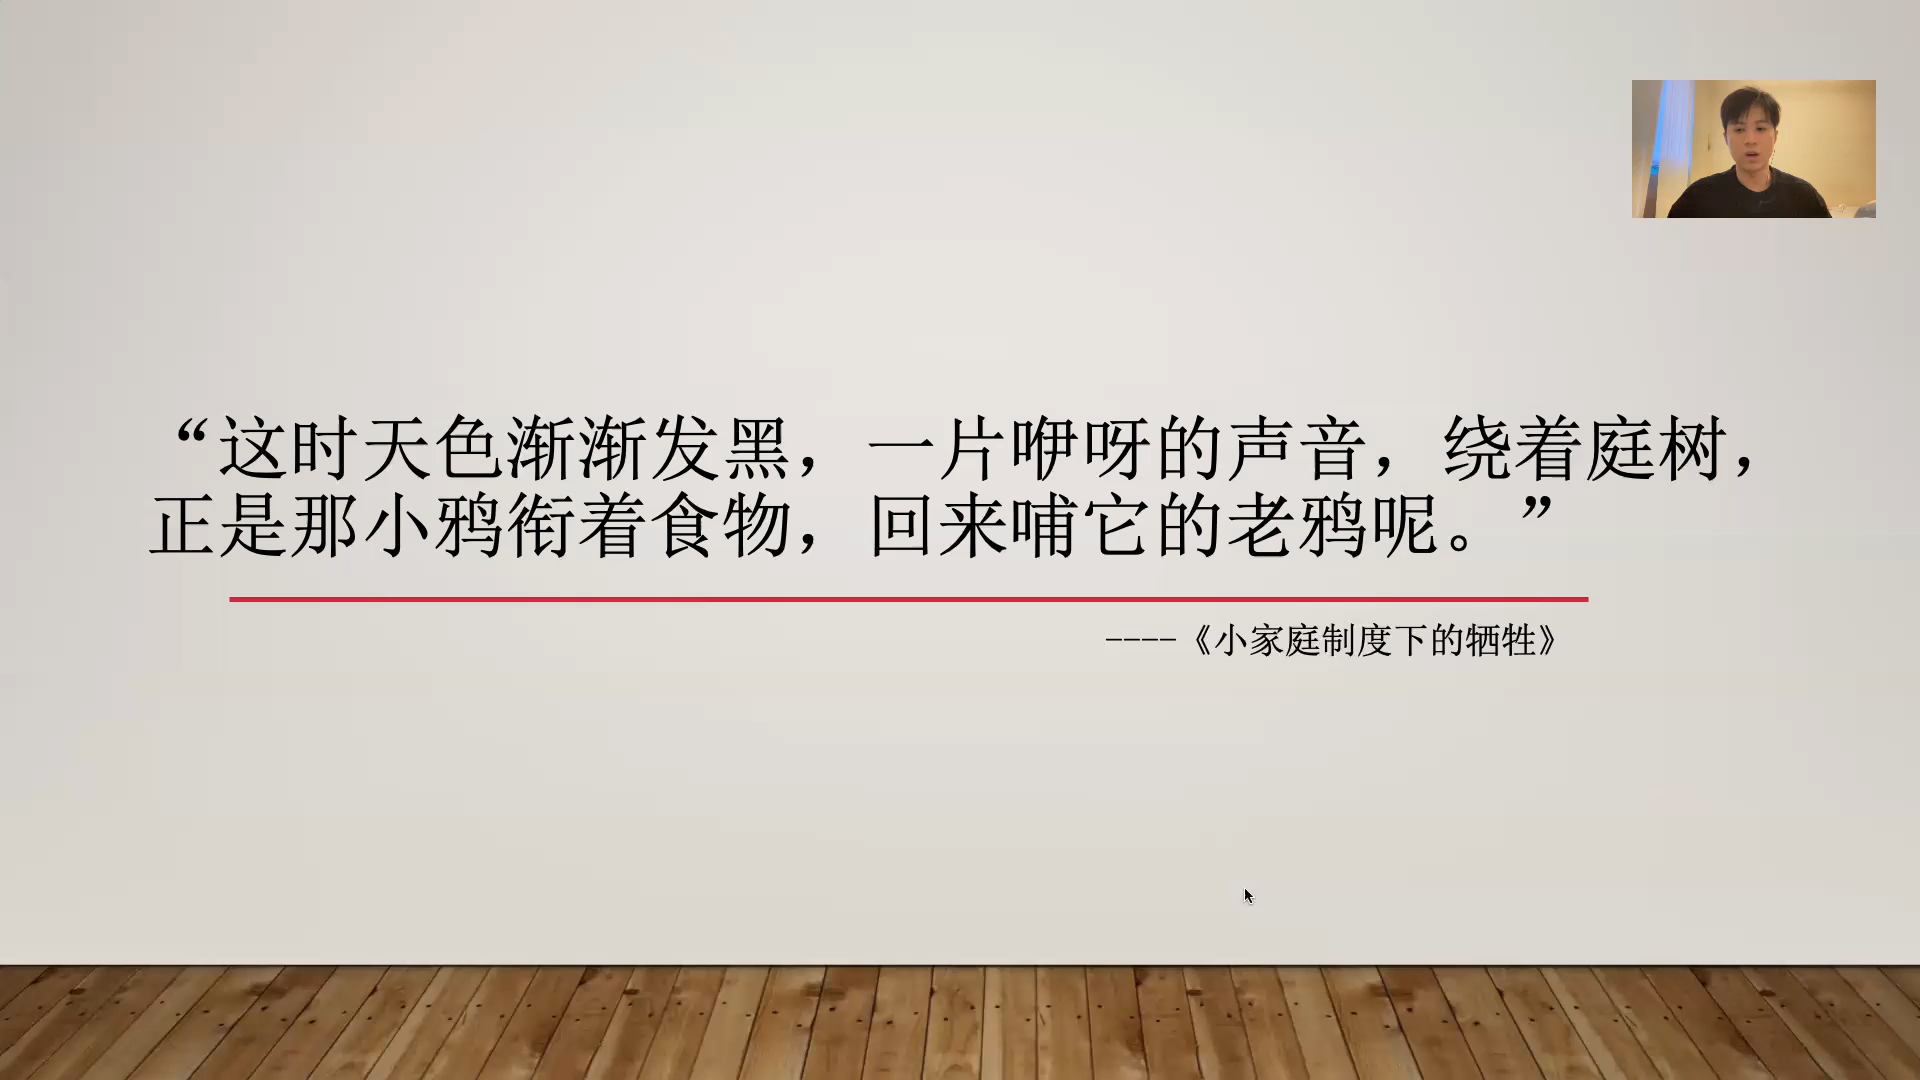 “这时天色渐渐发黑，一片咿呀的声音，绕着庭树，
正是那小鸦衔着食物，回来哺它的老鸦呢。”
----《小家庭制度下的牺牲》